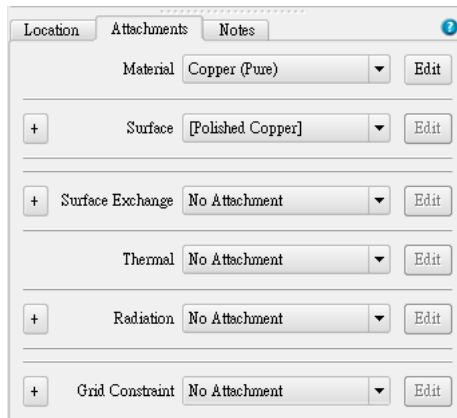 Location Attachments Notes ?
Material Copper (Pure) Edit
+ Surface [Polished Copper] Edit
+ Surface Exchange No Attachment Edit
Thermal No Attachment Edit
+ Radiation No Attachment Edit
+ Grid Constraint No Attachment Edit